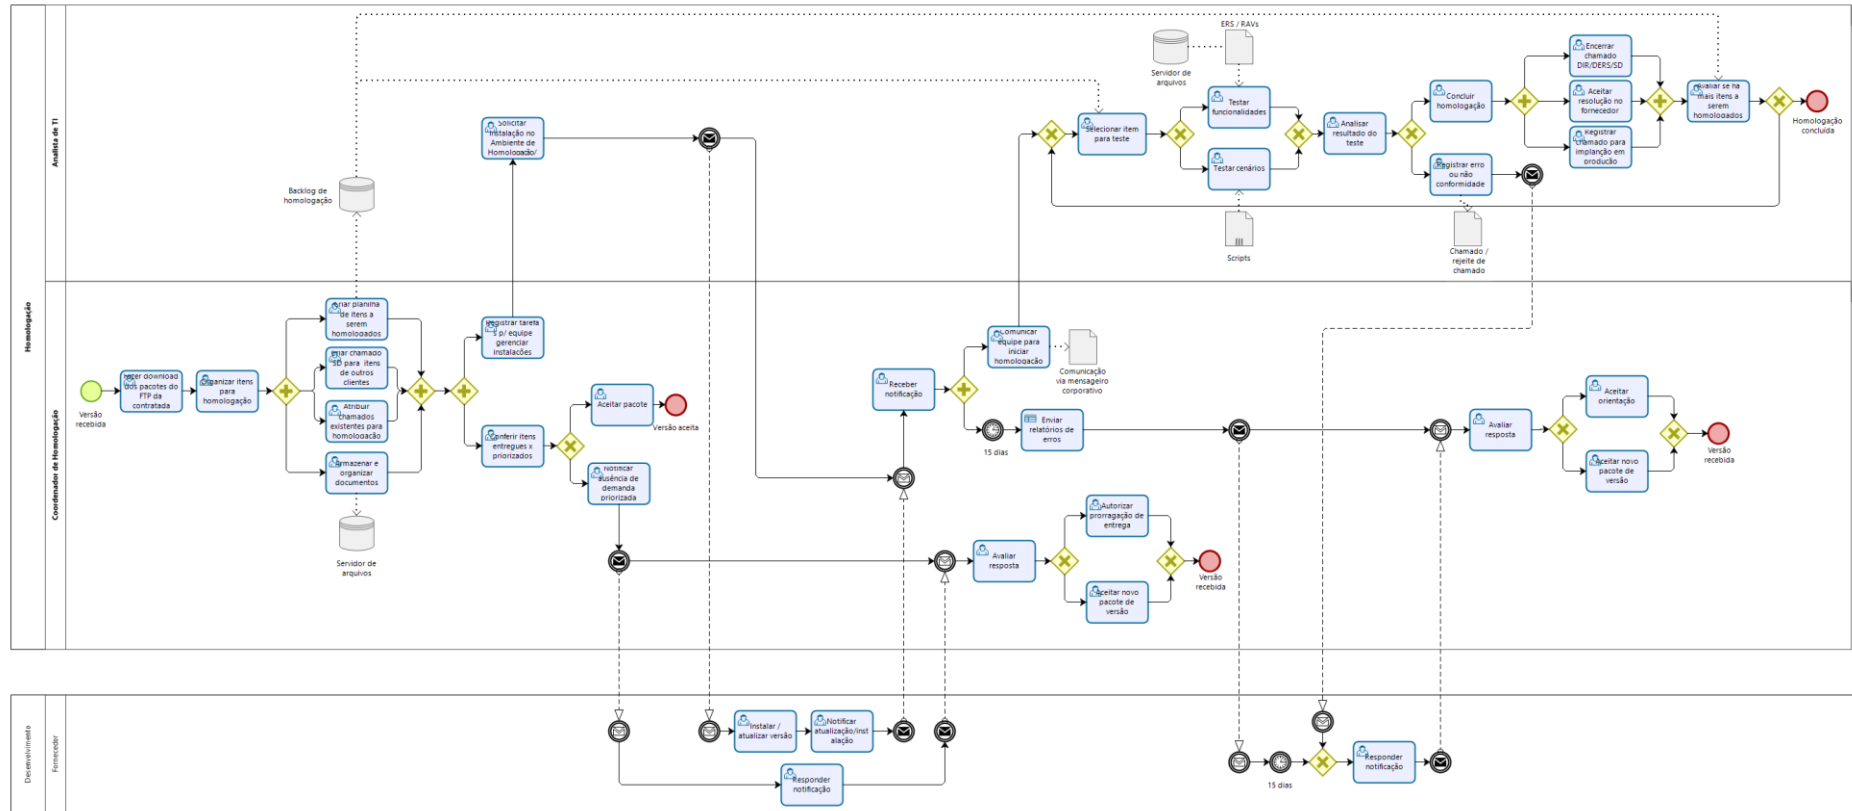 Homologação
Analista de TI
Coordenador de Homologação
ERS / RAVs
Servidor de
arquivos
Testar
funcionalidades
Testar cenários
Scripts
Selecionar item
para teste
Analisar
resultado do
teste
Concluir
homologação
Registrar erro
ou não
conformidade
Chamado /
rejeite de
chamado
Encerrar
chamado
DIR/DERS/SD
Aceitar
resolução no
fornecedor
Registrar
chamado para
implanção em
produção
Avaliar se há
mais itens a
serem
homologados
Homologação
concluída
Solicitar
Instalação no
Ambiente de
Homologação/
Backlog de
homologação
Versão
recebida
Fazer download
dos pacotes do
FTP da
contratada
Organizar itens
para
homologação
Criar planilha
de itens a
serem
homologados
Criar chamado
SD para itens
de outros
clientes
Atribuir
chamados
existentes para
homologação
Armazenar e
organizar
documentos
Servidor de
arquivos
Registrar tarefa
s p/ equipe
gerenciar
instalações
Conferir itens
entregues x
priorizados
Aceitar pacote
Versão aceita
Notificar
ausência de
demanda
priorizada
Receber
notificação
Comunicar
equipe para
iniciar
homologação
Comunicação
via mensageiro
corporativo
15 dias
Enviar
relatórios de
erros
Avaliar
resposta
Autorizar
prorragação de
entrega
Aceitar novo
pacote de
versão
Versão
recebida
Avaliar
resposta
Aceitar
orientação
Aceitar novo
pacote de
versão
Versão
recebida
Desenvolvimento
Fornecedor
Instalar /
atualizar versão
Notificar
atualização/inst
alação
Responder
notificação
15 dias
Responder
notificação